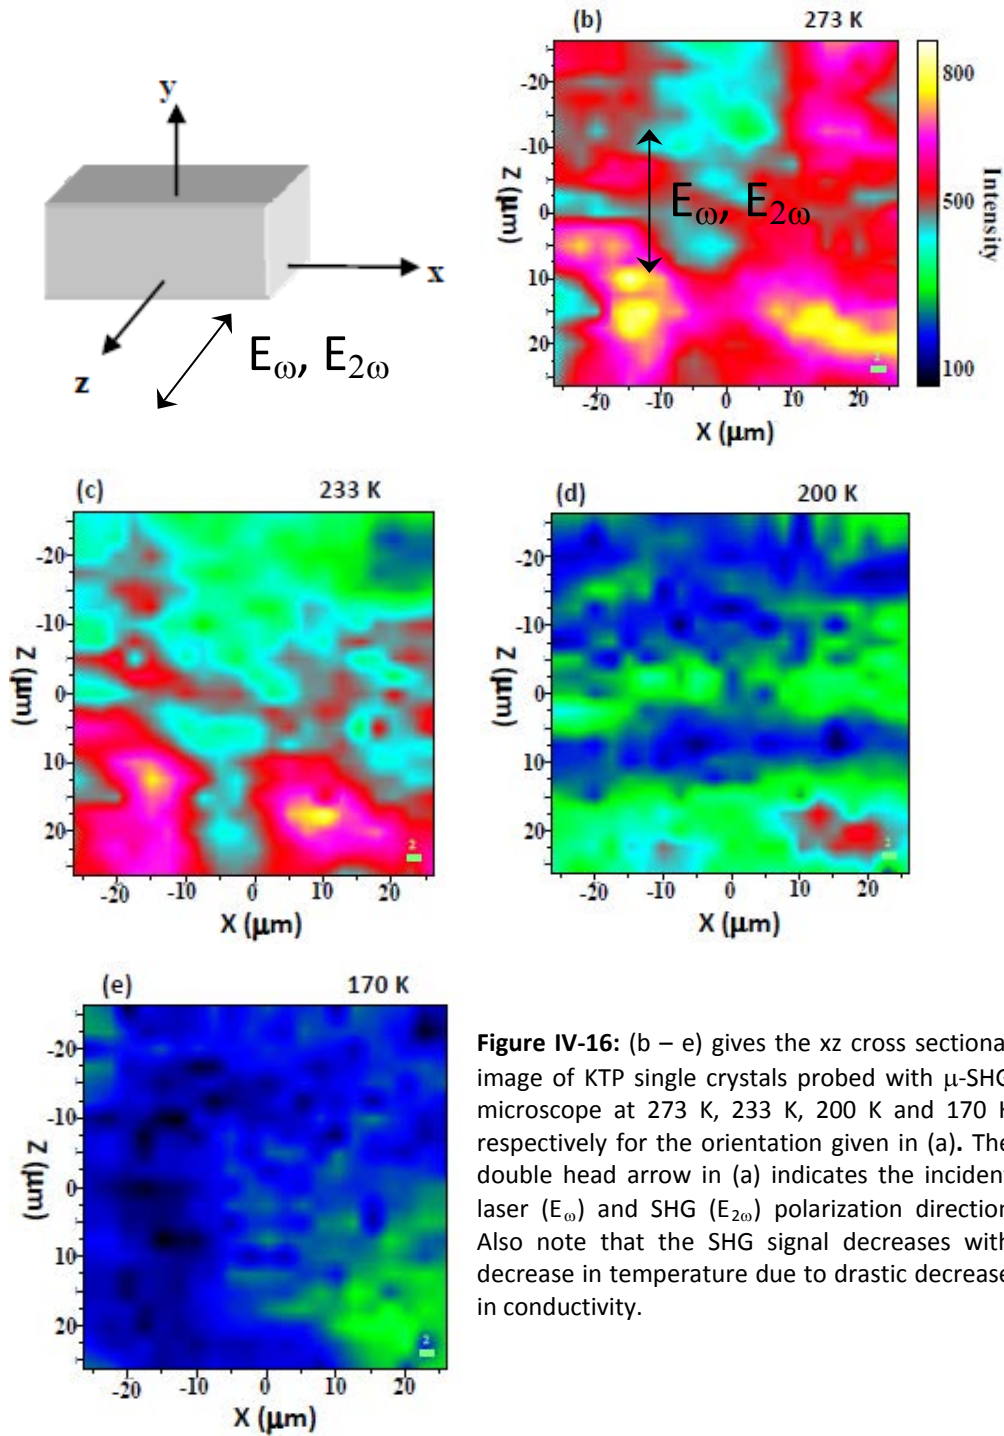 y
x
z
Eω, E2ω
(b) 273 K
-20
-10
0
10
20
Z (µm)
-20 -10 0 10 20
X (µm)
Eω, E2ω
2
800
500
100
Intensity
(c) 233 K
-20
-10
0
10
20
Z (µm)
-20 -10 0 10 20
X (µm)
2
(d) 200 K
-20
-10
0
10
20
Z (µm)
-20 -10 0 10 20
X (µm)
2
(e) 170 K
-20
-10
0
10
20
Z (µm)
-20 -10 0 10 20
X (µm)
2
Figure IV-16: (b – e) gives the xz cross sectiona
image of KTP single crystals probed with µ-SHG
microscope at 273 K, 233 K, 200 K and 170 K
respectively for the orientation given in (a). The
double head arrow in (a) indicates the inciden
laser (Eω) and SHG (E2ω) polarization direction
Also note that the SHG signal decreases with
decrease in temperature due to drastic decrease
in conductivity.